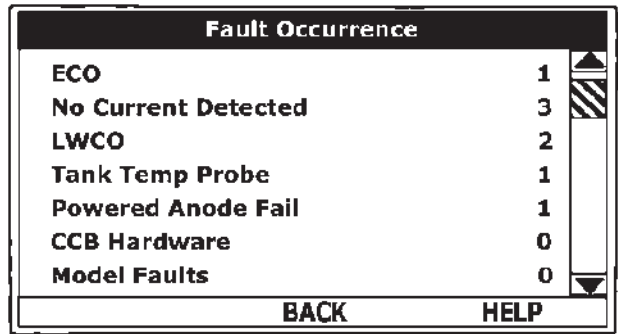 Fault Occurrence
ECO 1
No Current Detected 3
LWCO 2
Tank Temp Probe 1
Powered Anode Fail 1
CCB Hardware 0
Model Faults 0
BACK HELP